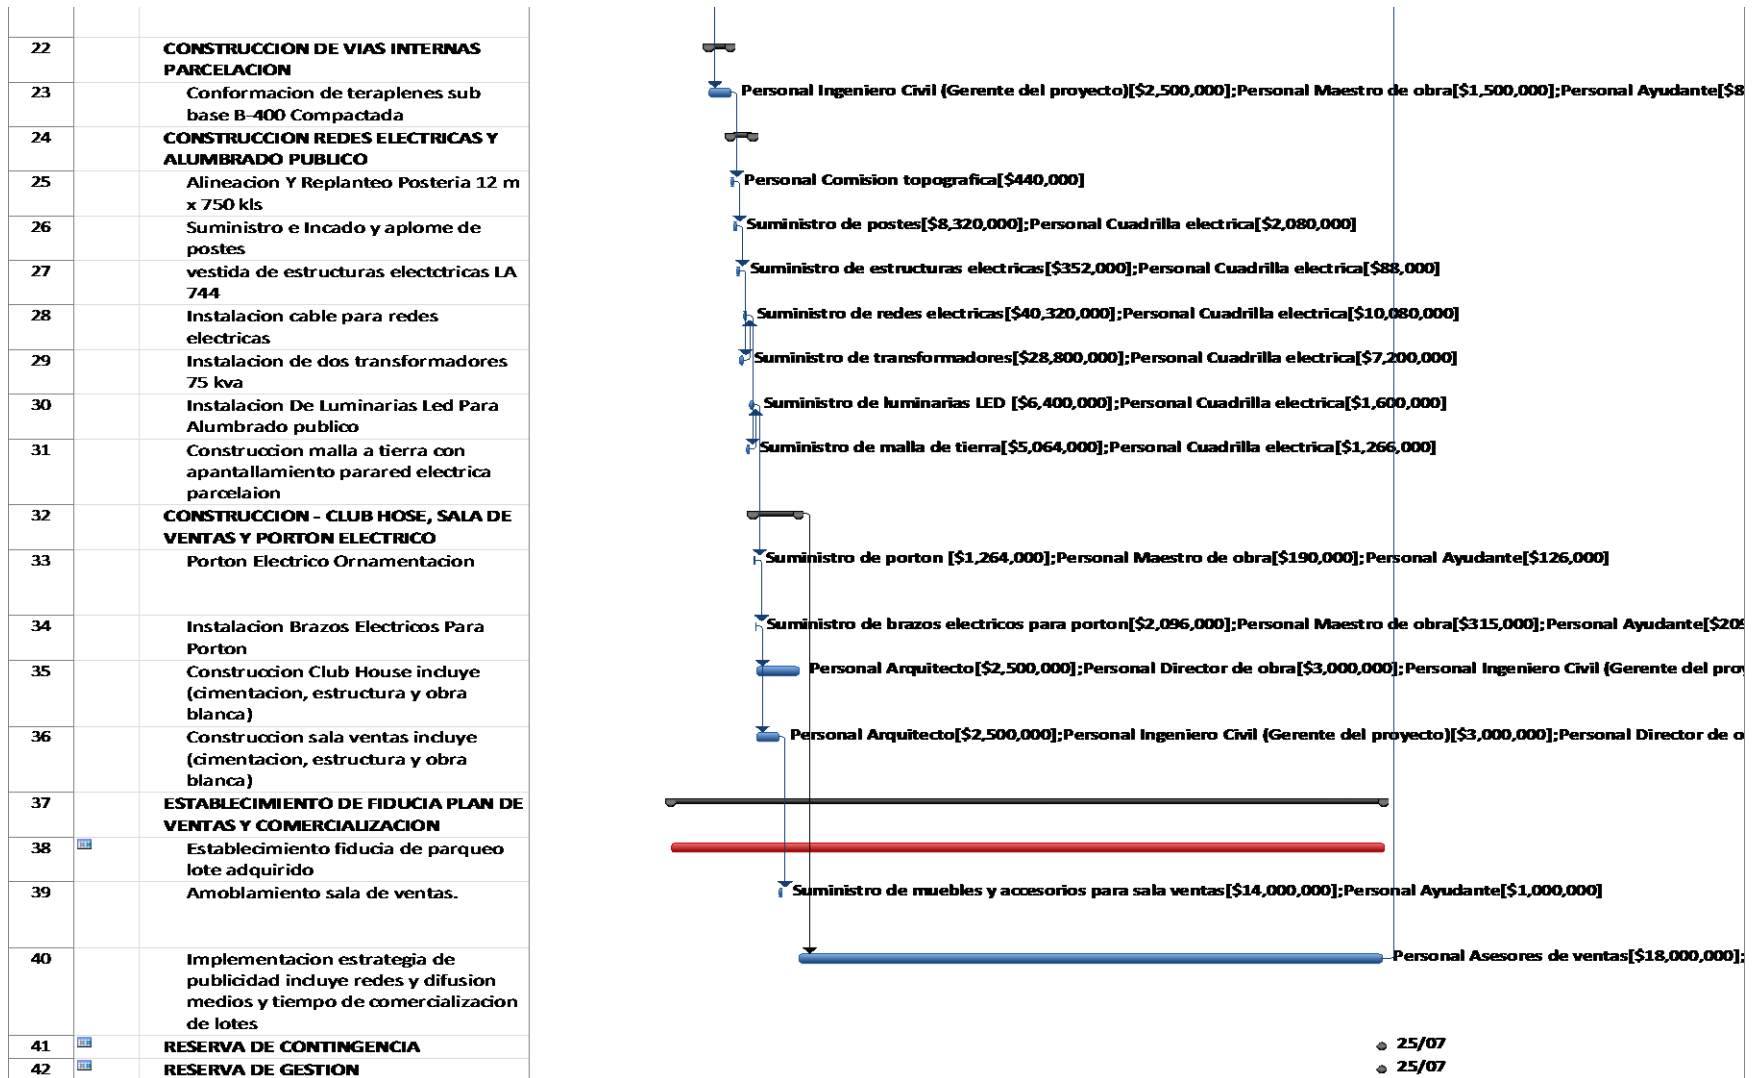 22
CONSTRUCCION DE VIAS INTERNAS
PARCELACION
23
Conformacion de teraplenes sub
base B-400 Compactada
Personal Ingeniero Civil (Gerente del proyecto)[$2,500,000];Personal Maestro de obra[$1,500,000];Personal Ayudante[$8
24
CONSTRUCCION REDES ELECTRICAS Y
ALUMBRADO PUBLICO
25
Alineacion Y Replanteo Posteria 12 m
x 750 kls
Personal Comision topografica[$440,000]
26
Suministro e Incado y aplome de
postes
Suministro de postes[$8,320,000];Personal Cuadrilla electrica[$2,080,000]
27
vestida de estructuras electctricas LA
744
Suministro de estructuras electricas[$352,000];Personal Cuadrilla electrica[$88,000]
28
Instalacion cable para redes
electricas
Suministro de redes electricas[$40,320,000];Personal Cuadrilla electrica[$10,080,000]
29
Instalacion de dos transformadores
75 kva
Suministro de transformadores[$28,800,000];Personal Cuadrilla electrica[$7,200,000]
30
Instalacion De Luminarias Led Para
Alumbrado publico
Suministro de luminarias LED [$6,400,000];Personal Cuadrilla electrica[$1,600,000]
31
Construccion malla a tierra con
apantallamiento parared electrica
parcelaion
Suministro de malla de tierra[$5,064,000];Personal Cuadrilla electrica[$1,266,000]
32
CONSTRUCCION - CLUB HOSE, SALA DE
VENTAS Y PORTON ELECTRICO
33
Porton Electrico Ornamentacion
Suministro de porton [$1,264,000];Personal Maestro de obra[$190,000];Personal Ayudante[$126,000]
34
Instalacion Brazos Electricos Para
Porton
Suministro de brazos electricos para porton[$2,096,000];Personal Maestro de obra[$315,000];Personal Ayudante[$209
35
Construccion Club House incluye
(cimentacion, estructura y obra
blanca)
Personal Arquitecto[$2,500,000];Personal Director de obra[$3,000,000];Personal Ingeniero Civil (Gerente del proy
36
Construccion sala ventas incluye
(cimentacion, estructura y obra
blanca)
Personal Arquitecto[$2,500,000];Personal Ingeniero Civil (Gerente del proyecto)[$3,000,000];Personal Director de o
37
ESTABLECIMIENTO DE FIDUCIA PLAN DE
VENTAS Y COMERCIALIZACION
38
Establecimiento fiducia de parqueo
lote adquirido
39
Amoblamiento sala de ventas.
Suministro de muebles y accesorios para sala ventas[$14,000,000];Personal Ayudante[$1,000,000]
40
Implementacion estrategia de
publicidad incluye redes y difusion
medios y tiempo de comercializacion
de lotes
Personal Asesores de ventas[$18,000,000];
41
RESERVA DE CONTINGENCIA
25/07
42
RESERVA DE GESTION
25/07